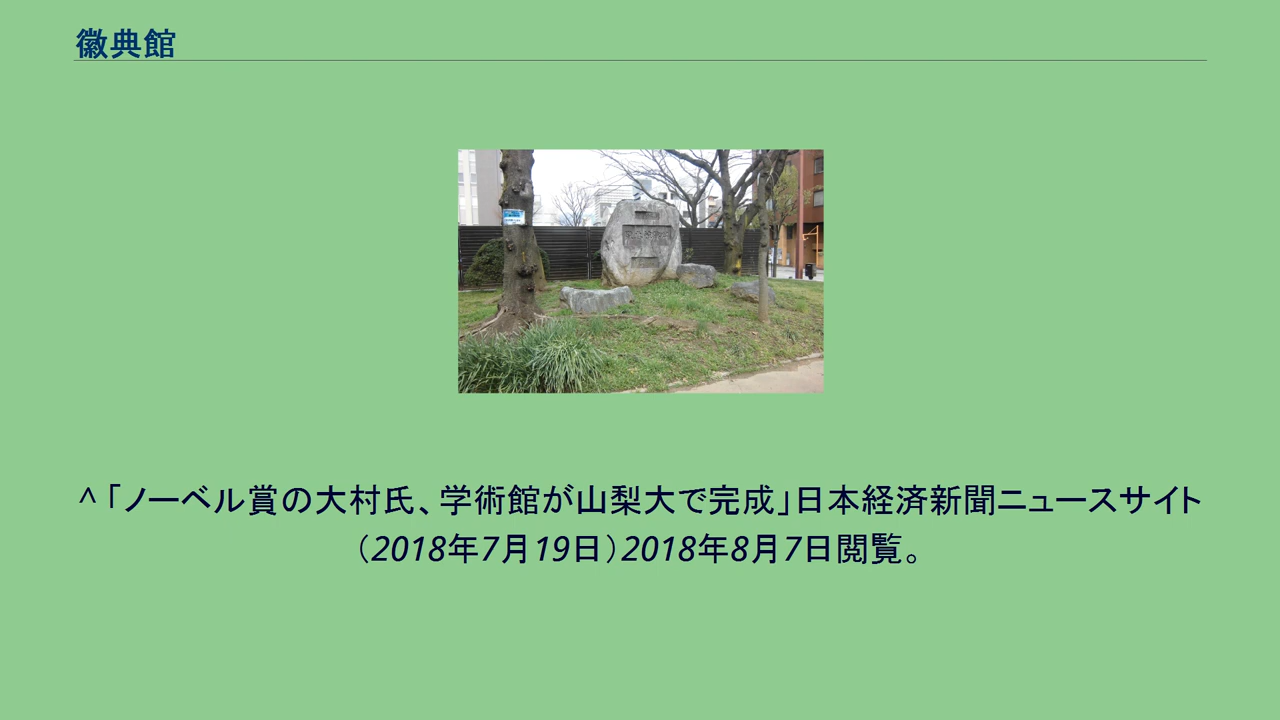 徽典館
^「ノーベル賞の大村氏、学術館が山梨大で完成」日本経済新聞ニュースサイト
（2018年7月19日）2018年8月7日閲覧。